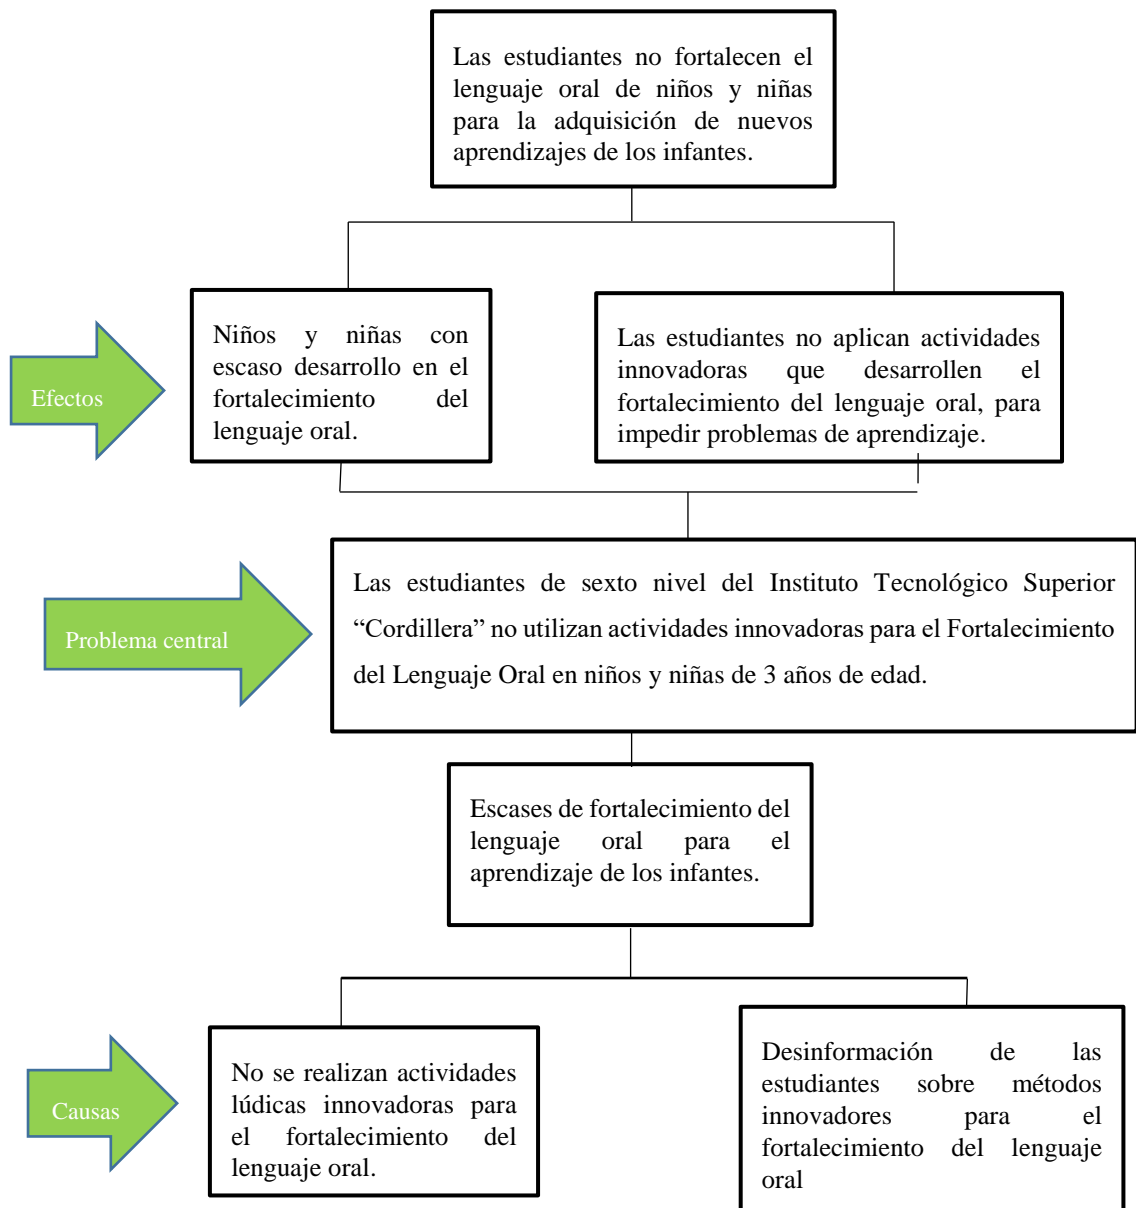 Las estudiantes no fortalecen el
lenguaje oral de niños y niñas
para la adquisición de nuevos
aprendizajes de los infantes.
Efectos
Niños y niñas con
escaso desarrollo en el
fortalecimiento del
lenguaje oral.
Las estudiantes no aplican actividades
innovadoras que desarrollen el
fortalecimiento del lenguaje oral, para
impedir problemas de aprendizaje.
Problema central
Las estudiantes de sexto nivel del Instituto Tecnológico Superior
“Cordillera” no utilizan actividades innovadoras para el Fortalecimiento
del Lenguaje Oral en niños y niñas de 3 años de edad.
Escases de fortalecimiento del
lenguaje oral para el
aprendizaje de los infantes.
Causas
No se realizan actividades
lúdicas innovadoras para
el fortalecimiento del
lenguaje oral.
Desinformación de las
estudiantes sobre métodos
innovadores para el
fortalecimiento del lenguaje
oral